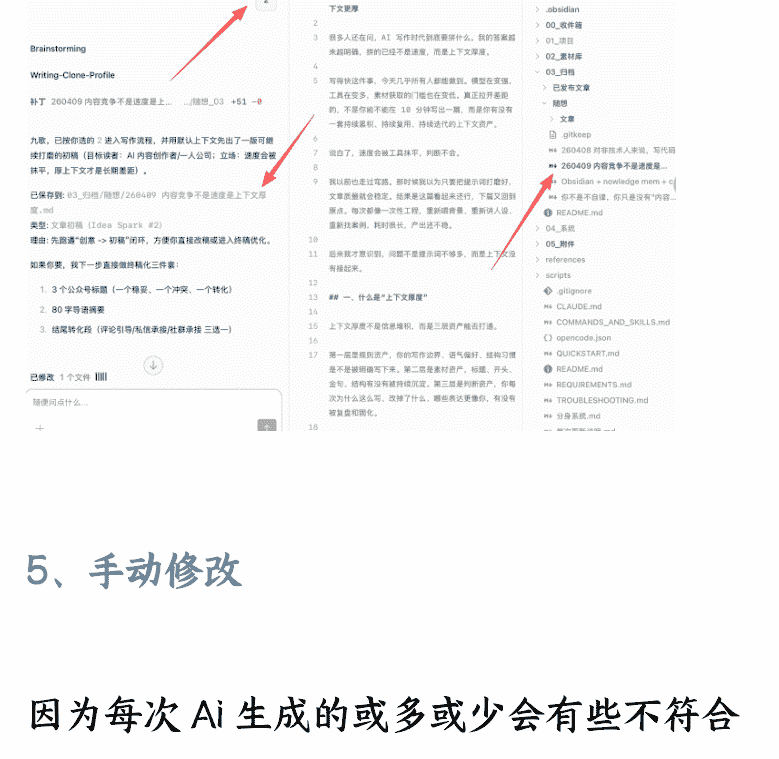 2
Brainstorming
Writing-Clone-Profile
补丁 260409 内容竞争不是速度是上... .../随想_03 +51 -0
九歌，已按你选的 2 进入写作流程，并用默认上下文先出了一版可继
续打磨的初稿（目标读者：AI 内容创作者/一人公司；立场：速度会被
抹平，厚上下文才是长期差距）。
已保存到: 03_归档/随想/260409 内容竞争不是速度是上下文厚
度.md
类型: 文章初稿（Idea Spark #2）
理由: 先跑通“创意 -> 初稿”闭环，方便你直接改稿或进入终稿优化。
如果你要，我下一步直接做终稿化三件套：
1. 3 个公众号标题（一个稳妥、一个冲突、一个转化）
2. 80 字导语摘要
3. 结尾转化段（评论引导/私信承接/社群承接 三选一）
已修改 1 个文件
随便问点什么...
下文更厚
2
3 很多人还在问，AI 写作时代到底要拼什么。我的答案越
来越明确，拼的已经不是速度，而是上下文厚度。
4
5 写得快这件事，今天几乎所有人都能做到。模型在变强，
工具在变多，素材获取的门槛也在变低。真正拉开差距
的，不是你能不能在 10 分钟写出一篇，而是你有没有
一套持续累积、持续复用、持续迭代的上下文资产。
6
7 说白了，速度会被工具抹平，判断不会。
8
9 我以前也走过弯路。那时候我以为只要把提示词打磨好，
文章质量就会稳定。结果是这篇看起来还行，下篇又回到
原点。每次都像一次性工程，重新喂背景、重新讲人设、
重新找案例，耗时很长，产出还不稳。
10
11 后来我才意识到，问题不是提示词不够多，而是上下文没
有接起来。
12
13 ## 一、什么是“上下文厚度”
14
15 上下文厚度不是信息堆积，而是三层资产能否打通。
16
17 第一层是规则资产，你的写作边界、语气偏好、结构习惯
是不是被明确写下来。第二层是素材资产，标题、开头、
金句、结构有没有被持续沉淀。第三层是判断资产，你每
次为什么这么写、改掉了什么、哪些表达更像你，有没有
被复盘和固化。
18
.obsidian
00_收件箱
01_项目
02_素材库
03_归档
已发布文章
随想
文章
.gitkeep
260408 对非技术人来说，写代码
260409 内容竞争不是速度是...
Obsidian + nowledge mem + c
你不是不自律，你只是没有“内容...
README.md
04_系统
05_附件
references
scripts
.gitignore
CLAUDE.md
COMMANDS_AND_SKILLS.md
opencode.json
QUICKSTART.md
README.md
REQUIREMENTS.md
TROUBLESHOOTING.md
分身系统.md
5、手动修改
因为每次 Ai 生成的或多或少会有些不符合